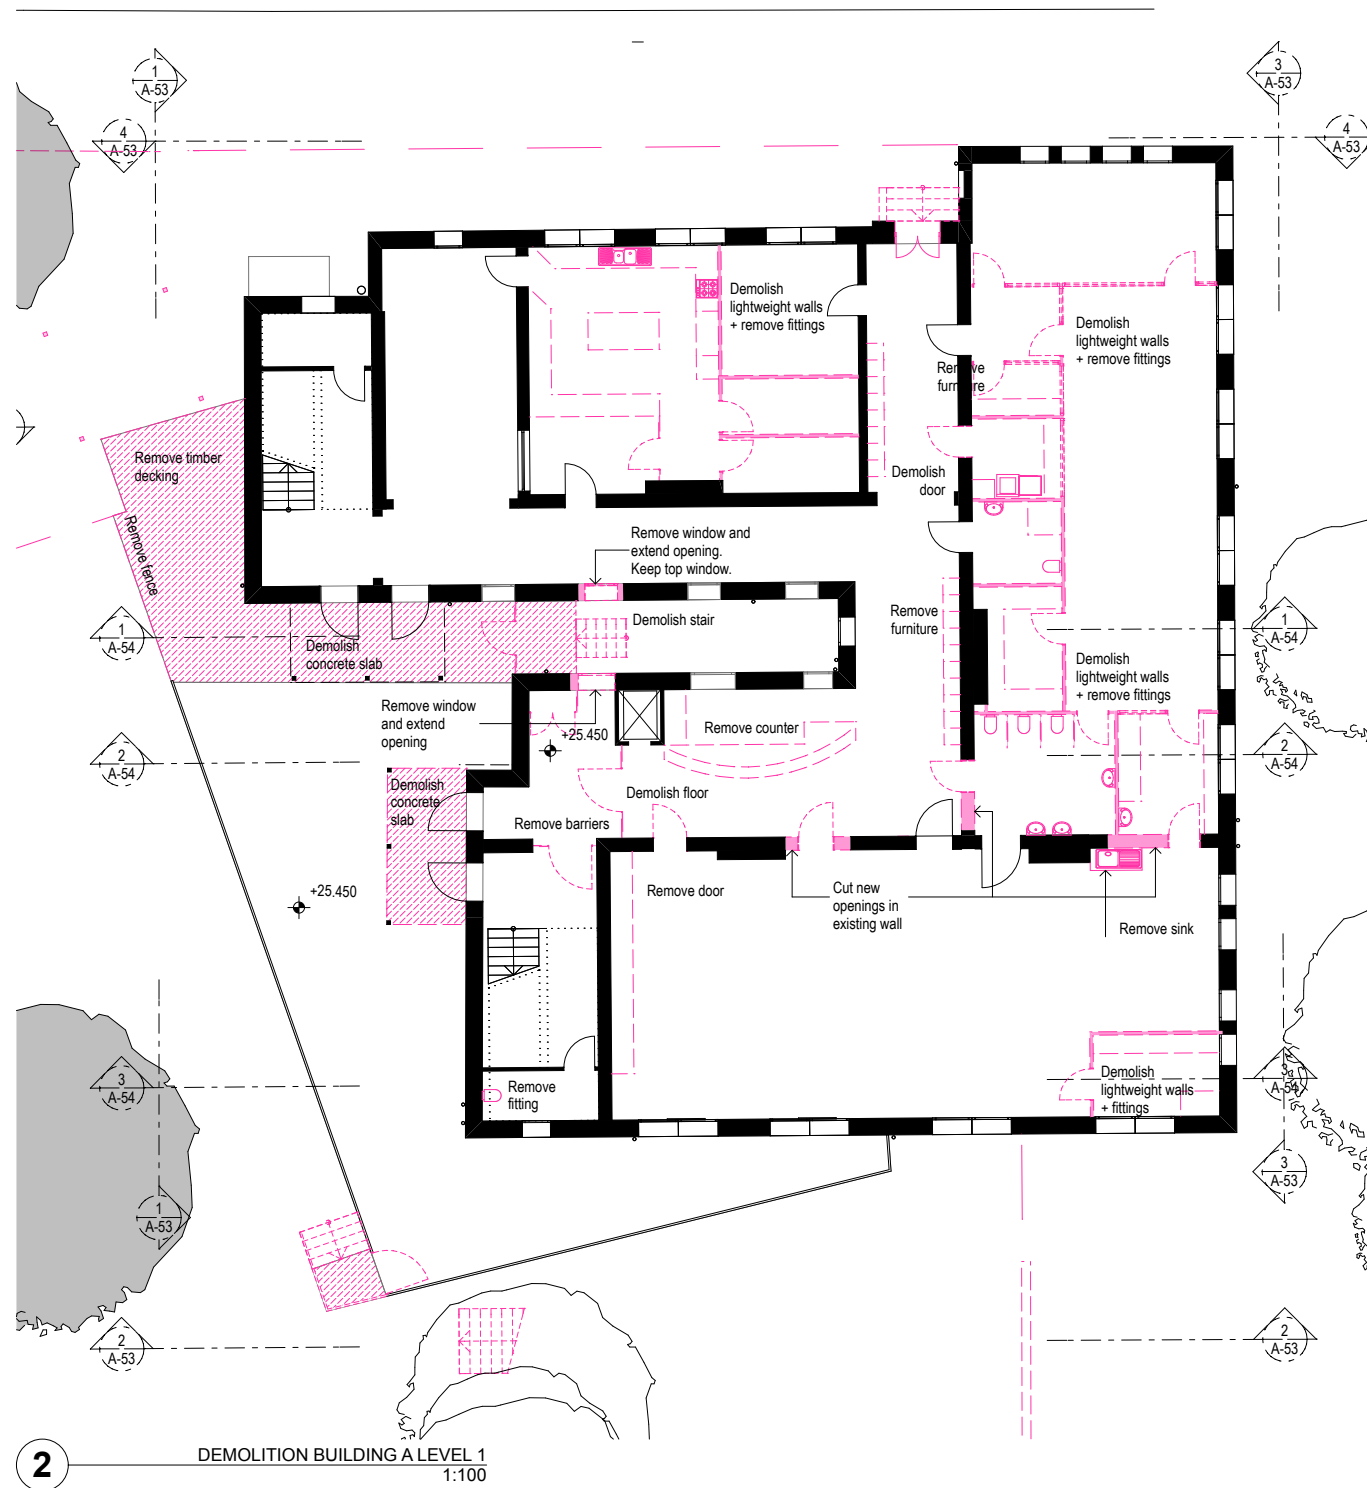 1
A-53
3
A-53
4
A-53
4
A-53
Demolish
lightweight walls
+ remove fittings
Demolish
lightweight walls
+ remove fittings
Remove
furniture
Remove timber
decking
Demolish
door
Remove fence
Remove window and
extend opening.
Keep top window.
Remove
furniture
Demolish stair
1
A-54
Demolish
concrete slab
1
A-54
Demolish
lightweight walls
+ remove fittings
Remove window
and extend
opening
+25.450
Remove counter
2
A-54
2
A-54
Demolish
concrete
slab
Demolish floor
Remove barriers
+25.450
Remove door
Cut new
openings in
existing wall
Remove sink
3
A-54
Remove
fitting
Demolish
lightweight walls
+ fittings
3
A-54
3
A-53
1
A-53
2
A-53
2
A-53
2
DEMOLITION BUILDING A LEVEL 1
1:100